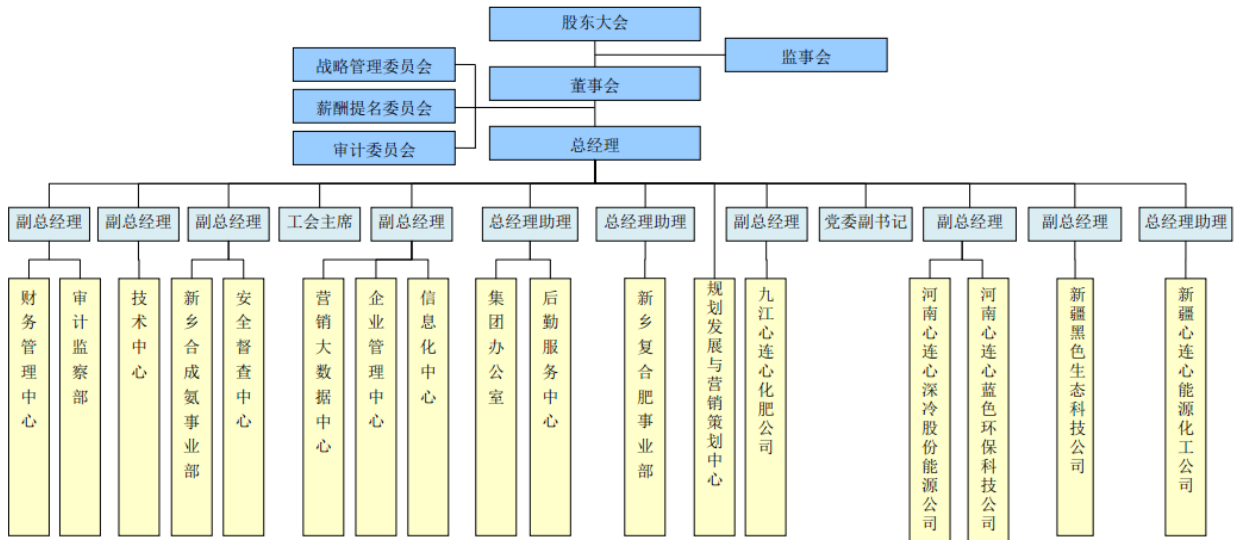 股东大会
监事会
战略管理委员会
董事会
薪酬提名委员会
审计委员会
总经理
副总经理
副总经理
副总经理
工会主席
副总经理
总经理助理
总经理助理
副总经理
党委副书记
副总经理
副总经理
总经理助理
财务管理中心
审计监察部
技术中心
新乡合成氨事业部
安全督查中心
营销大数据中心
企业管理中心
信息化中心
集团办公室
后勤服务中心
新乡复合肥事业部
规划发展与营销策划中心
九江心连心化肥公司
河南心连心深冷股份能源公司
河南心连心蓝色环保科技公司
新疆黑色生态科技公司
新疆心连心能源化工公司